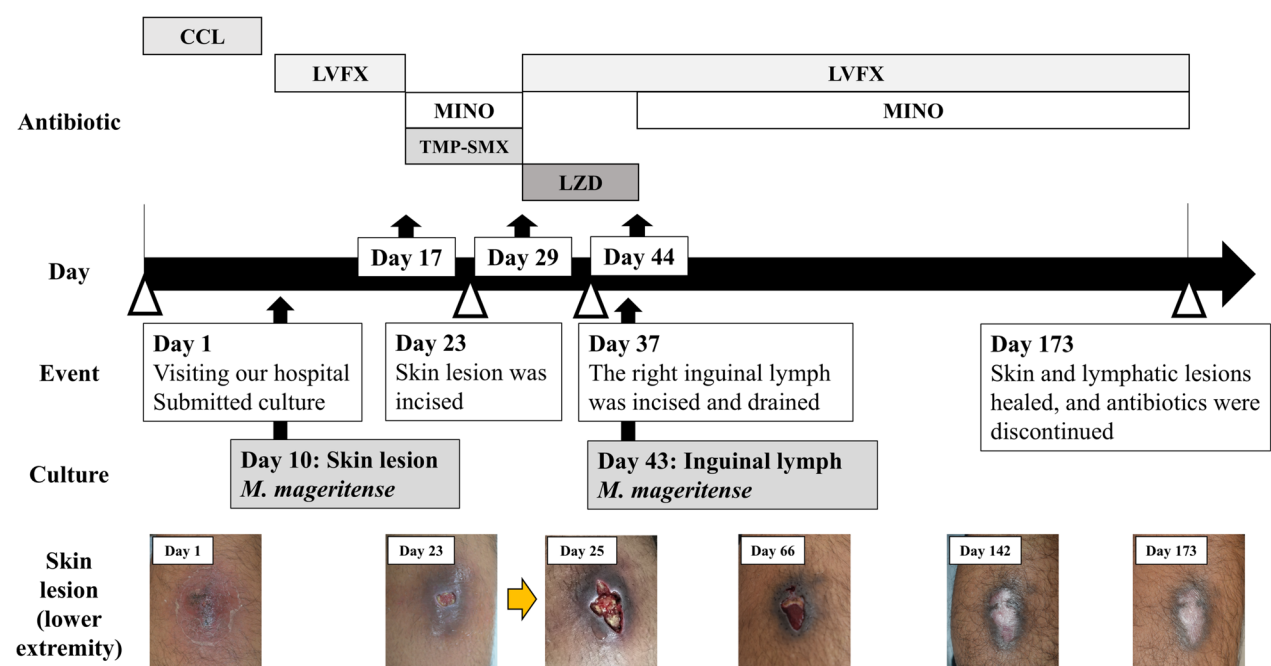 CCL
LVFX
LVFX
Antibiotic
MINO
MINO
TMP-SMX
LZD
Day
Day 17
Day 29
Day 44
Event
Day 1
Visiting our hospital
Submitted culture
Day 23
Skin lesion was
incised
Day 37
The right inguinal lymph
was incised and drained
Day 173
Skin and lymphatic lesions
healed, and antibiotics were
discontinued
Culture
Day 10: Skin lesion
M. mageritense
Day 43: Inguinal lymph
M. mageritense
Skin
lesion
(lower
extremity)
Day 1
Day 23
Day 25
Day 66
Day 142
Day 173